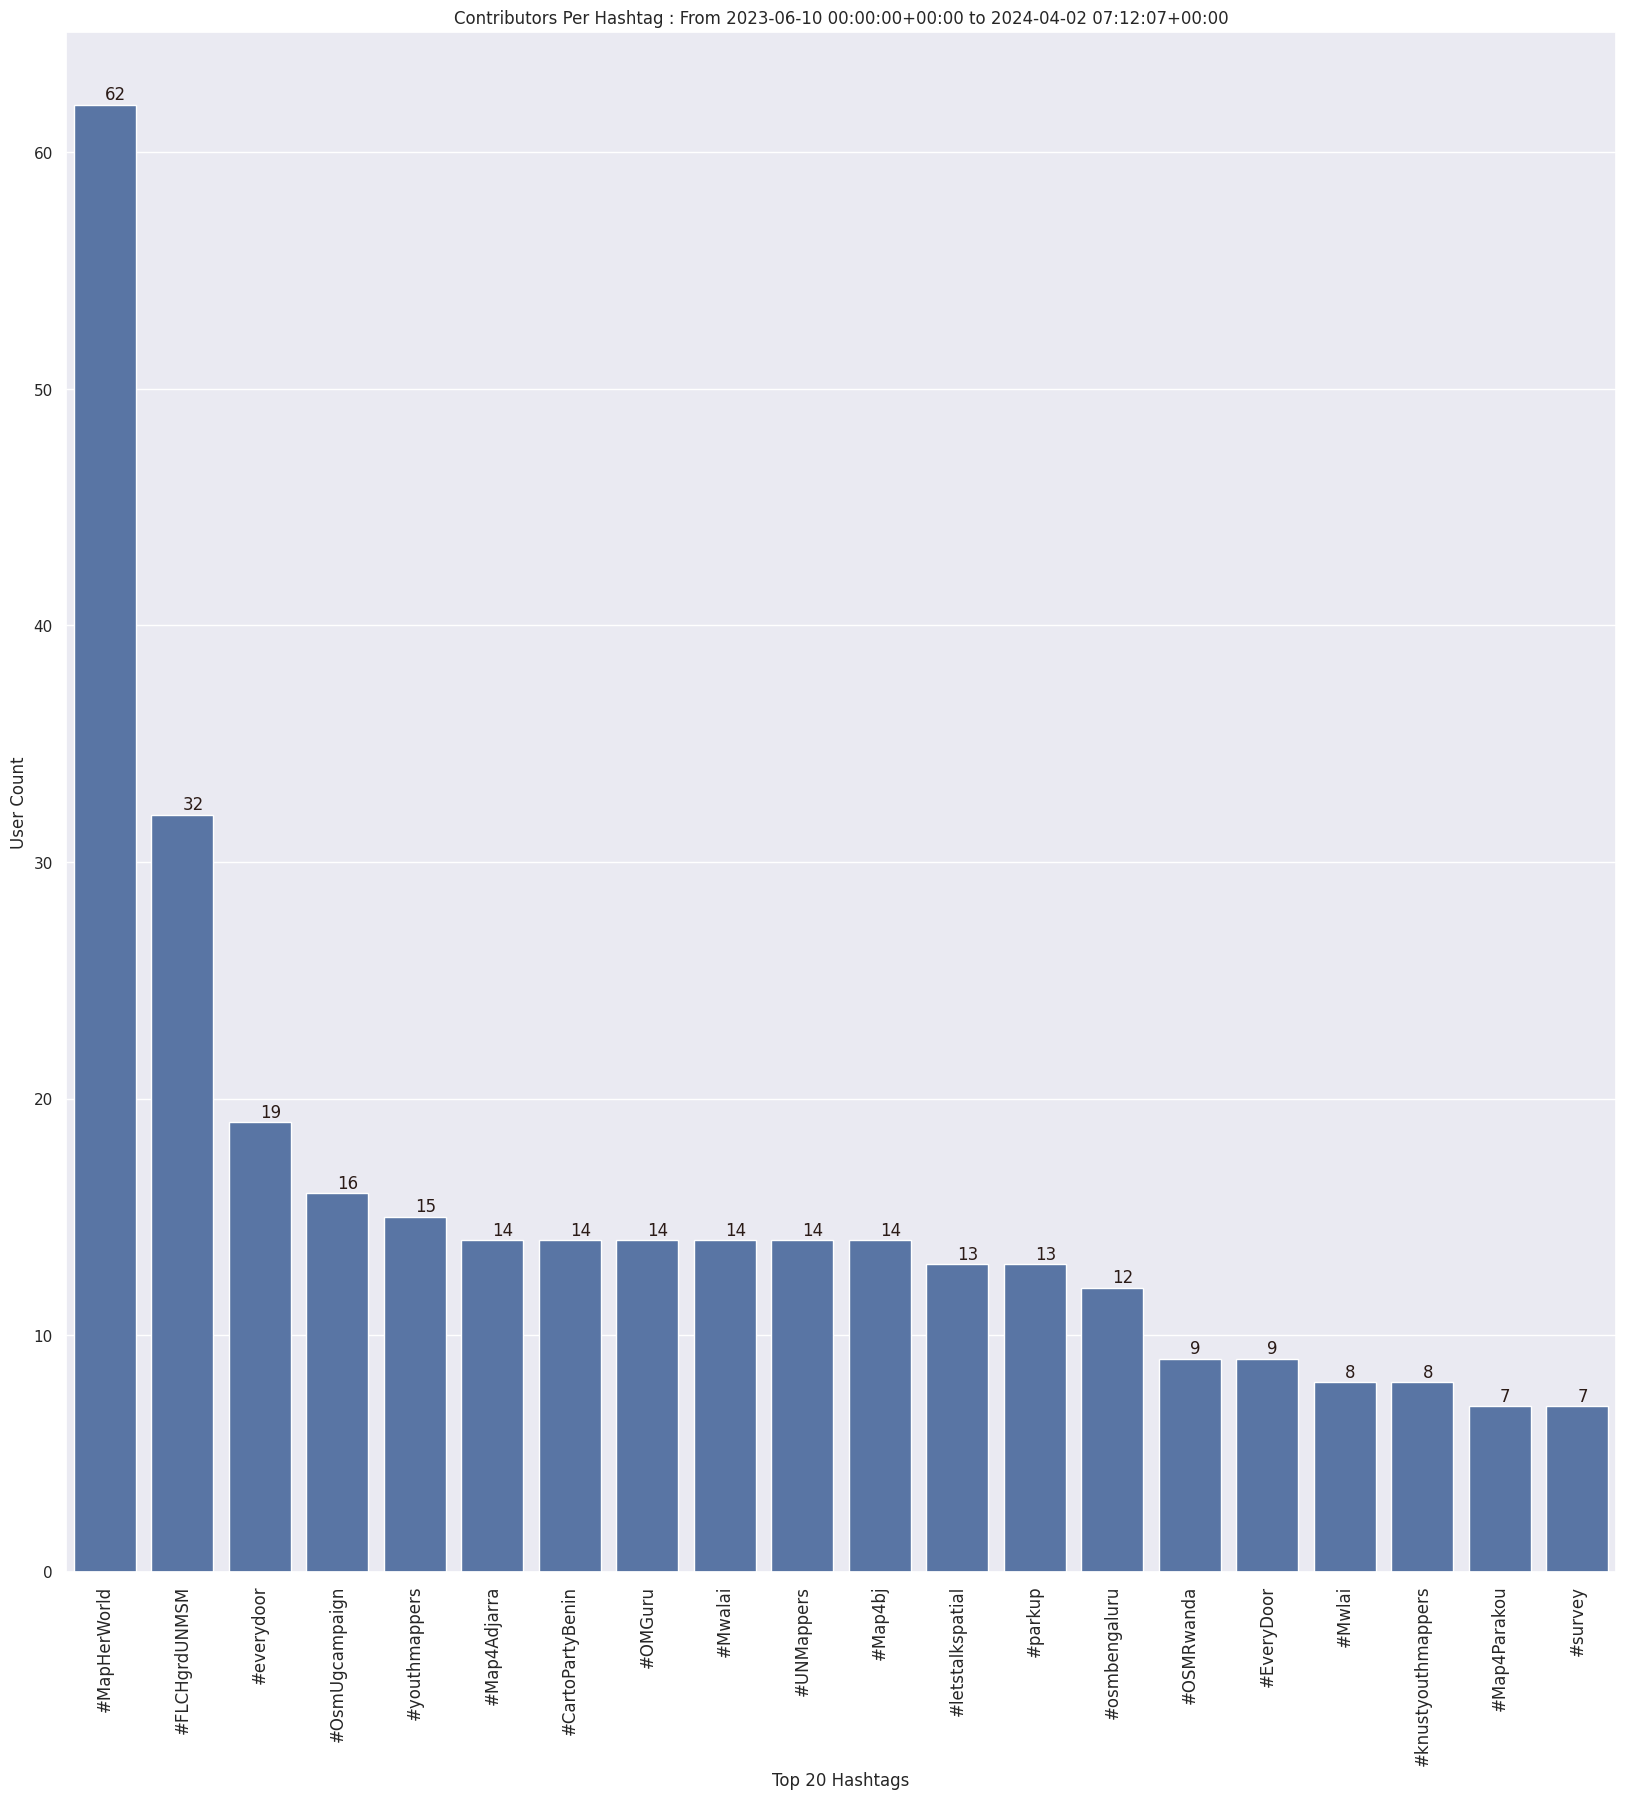 Contributors Per Hashtag : From 2023-06-10 00:00:00+00:00 to 2024-04-02 07:12:07+00:00
62
32
19
16
15
14
14
14
14
14
14
13
13
12
9
9
8
8
7
7
60
50
40
30
20
10
0
User Count
#MapHerWorld
#FLCHgrdUNMSM
#everydoor
#OsmUgcampaign
#youthmappers
#Map4Adjarra
#CartoPartyBenin
#OMGuru
#Mwalai
#UNMappers
#Map4bj
#letstalkspatial
#parkup
#osmbengaluru
#OSMRwanda
#EveryDoor
#Mwlai
#knustyouthmappers
#Map4Parakou
#survey
Top 20 Hashtags